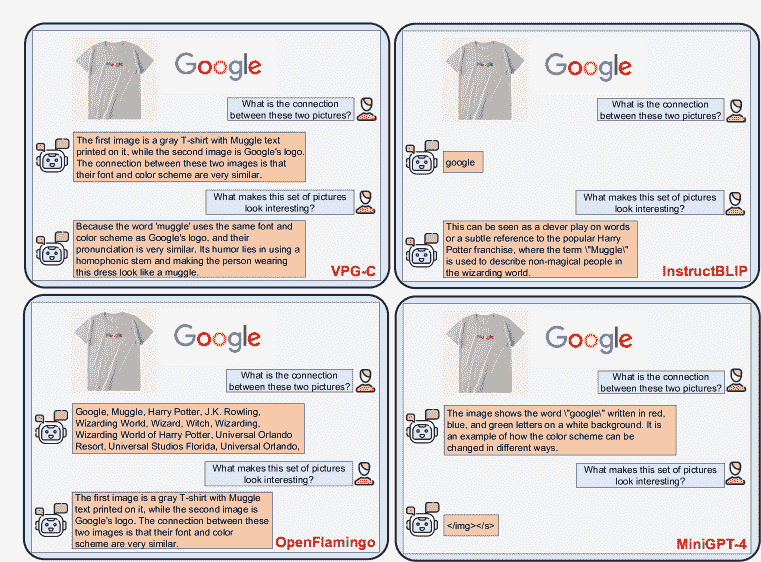 Google
What is the connection
between these two pictures?
The first image is a gray T-shirt with Muggle text
printed on it, while the second image is Google's logo.
The connection between these two images is that
their font and color scheme are very similar.
What makes this set of pictures
look interesting?
Because the word 'muggle' uses the same font and
color scheme as Google's logo, and their
pronunciation is very similar. Its humor lies in using a
homophonic stem and making the person wearing
this dress look like a muggle.
VPG-C
Google
What is the connection
between these two pictures?
google
What makes this set of pictures
look interesting?
This can be seen as a clever play on words
or a subtle reference to the popular Harry
Potter franchise, where the term \"Muggle\"
is used to describe non-magical people in
the wizarding world.
InstructBLIP
Google
What is the connection
between these two pictures?
Google, Muggle, Harry Potter, J.K. Rowling,
Wizarding World, Wizard, Witch, Wizarding,
Wizarding World of Harry Potter, Universal Orlando
Resort, Universal Studios Florida, Universal Orlando,
What makes this set of pictures
look interesting?
The first image is a gray T-shirt with Muggle
text printed on it, while the second image is
Google's logo. The connection between these
two images is that their font and color
scheme are very similar.
OpenFlamingo
Google
What is the connection
between these two pictures?
The image shows the word \"google\" written in red,
blue, and green letters on a white background. It is
an example of how the color scheme can be
changed in different ways.
What makes this set of pictures
look interesting?
</img></s>
MiniGPT-4